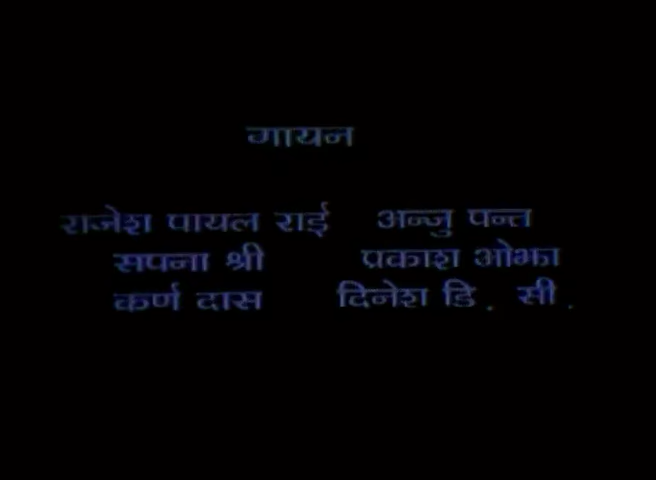 गायन
राजेश पायल राई अन्जु पन्त
सपना श्री प्रकाश ओझा
कर्ण दास दिनेश डि . सी .